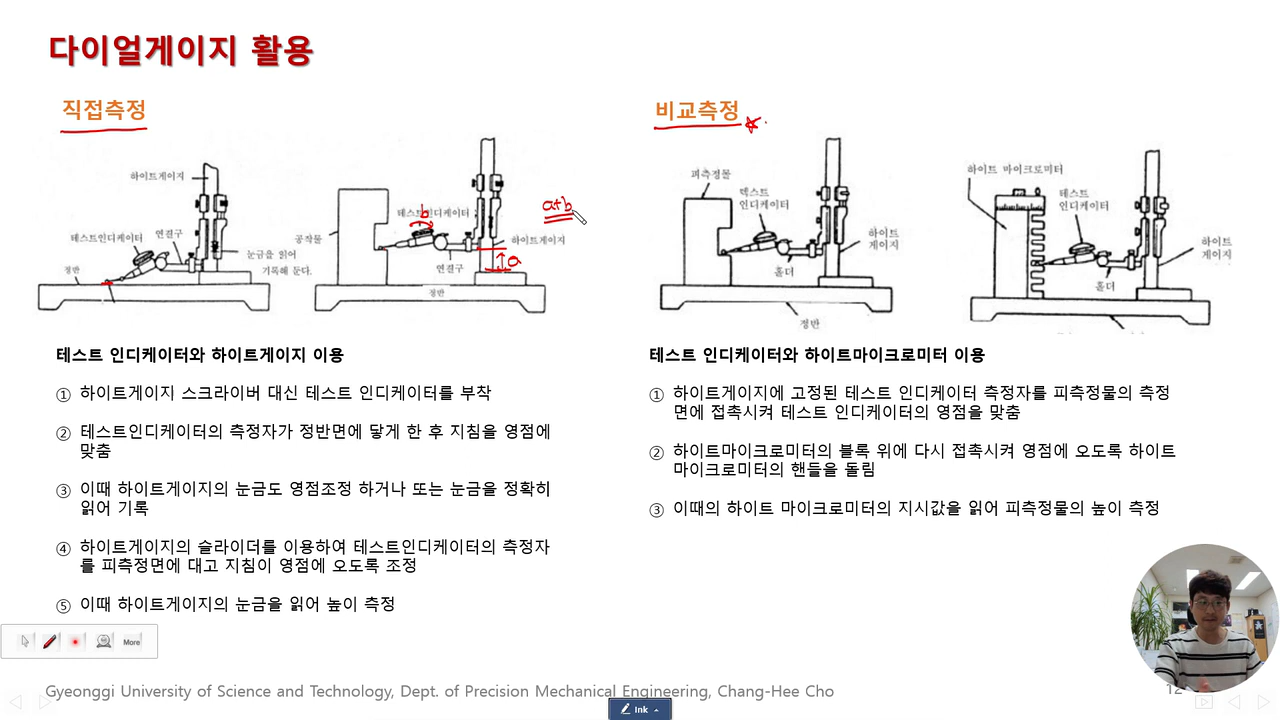 다이얼게이지 활용
직접측정
비교측정
하이트게이지
테스트인디케이터
연결구
정반
눈금을 읽어
기록해 둔다.
공작물
테스트인디케이터
b
a+b
하이트게이지
a
연결구
정반
피측정물
텍스트
인디케이터
하이트
게이지
홀더
정반
하이트 마이크로미터
테스트
인디케이터
하이트
게이지
홀더
테스트 인디케이터와 하이트게이지 이용
① 하이트게이지 스크라이버 대신 테스트 인디케이터를 부착
② 테스트인디케이터의 측정자가 정반면에 닿게 한 후 지침을 영점에
맞춤
③ 이때 하이트게이지의 눈금도 영점조정 하거나 또는 눈금을 정확히
읽어 기록
④ 하이트게이지의 슬라이더를 이용하여 테스트인디케이터의 측정자
를 피측정면에 대고 지침이 영점에 오도록 조정
⑤ 이때 하이트게이지의 눈금을 읽어 높이 측정
테스트 인디케이터와 하이트마이크로미터 이용
① 하이트게이지에 고정된 테스트 인디케이터 측정자를 피측정물의 측정
면에 접촉시켜 테스트 인디케이터의 영점을 맞춤
② 하이트마이크로미터의 블록 위에 다시 접촉시켜 영점에 오도록 하이트
마이크로미터의 핸들을 돌림
③ 이때의 하이트 마이크로미터의 지시값을 읽어 피측정물의 높이 측정
More
Gyeonggi University of Science and Technology, Dept. of Precision Mechanical Engineering, Chang-Hee Cho
12
Ink